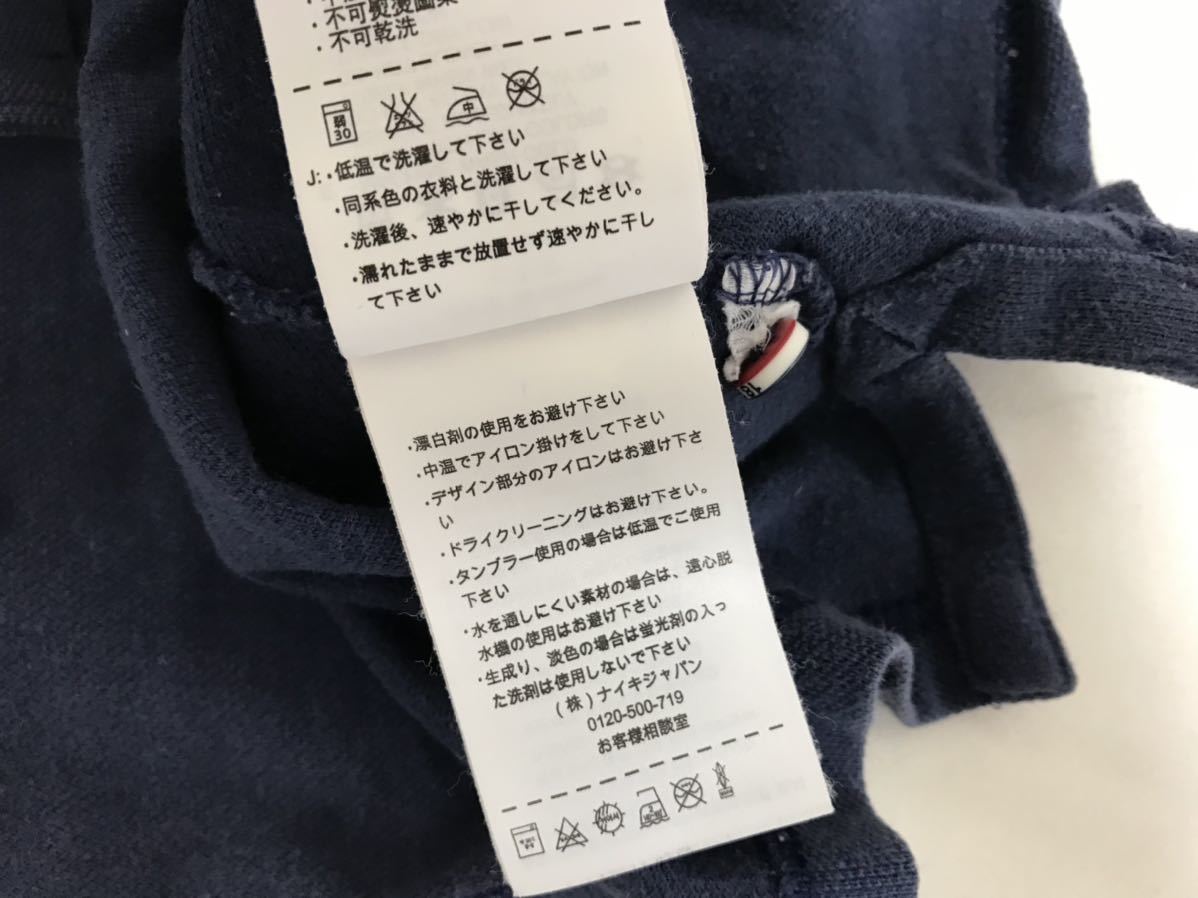 ·不可熨燙圖案
·不可乾洗
弱
30
中
J:·低温で洗濯して下さい
·同系色の衣料と洗濯して下さい
·洗濯後、速やかに干してください。
·濡れたままで放置せず速やかに干し
て下さい
·漂白剤の使用をお避け下さい
·中温でアイロン掛けをして下さい
·デザイン部分のアイロンはお避け下さ
い
·ドライクリーニングはお避け下さい。
·タンブラー使用の場合は低温でご使用
下さい
·水を通しにくい素材の場合は、遠心脱
水機の使用はお避け下さい
·生成り、淡色の場合は蛍光剤の入っ
た洗剤は使用しないで下さい
(株)ナイキジャパン
0120-500-719
お客様相談室